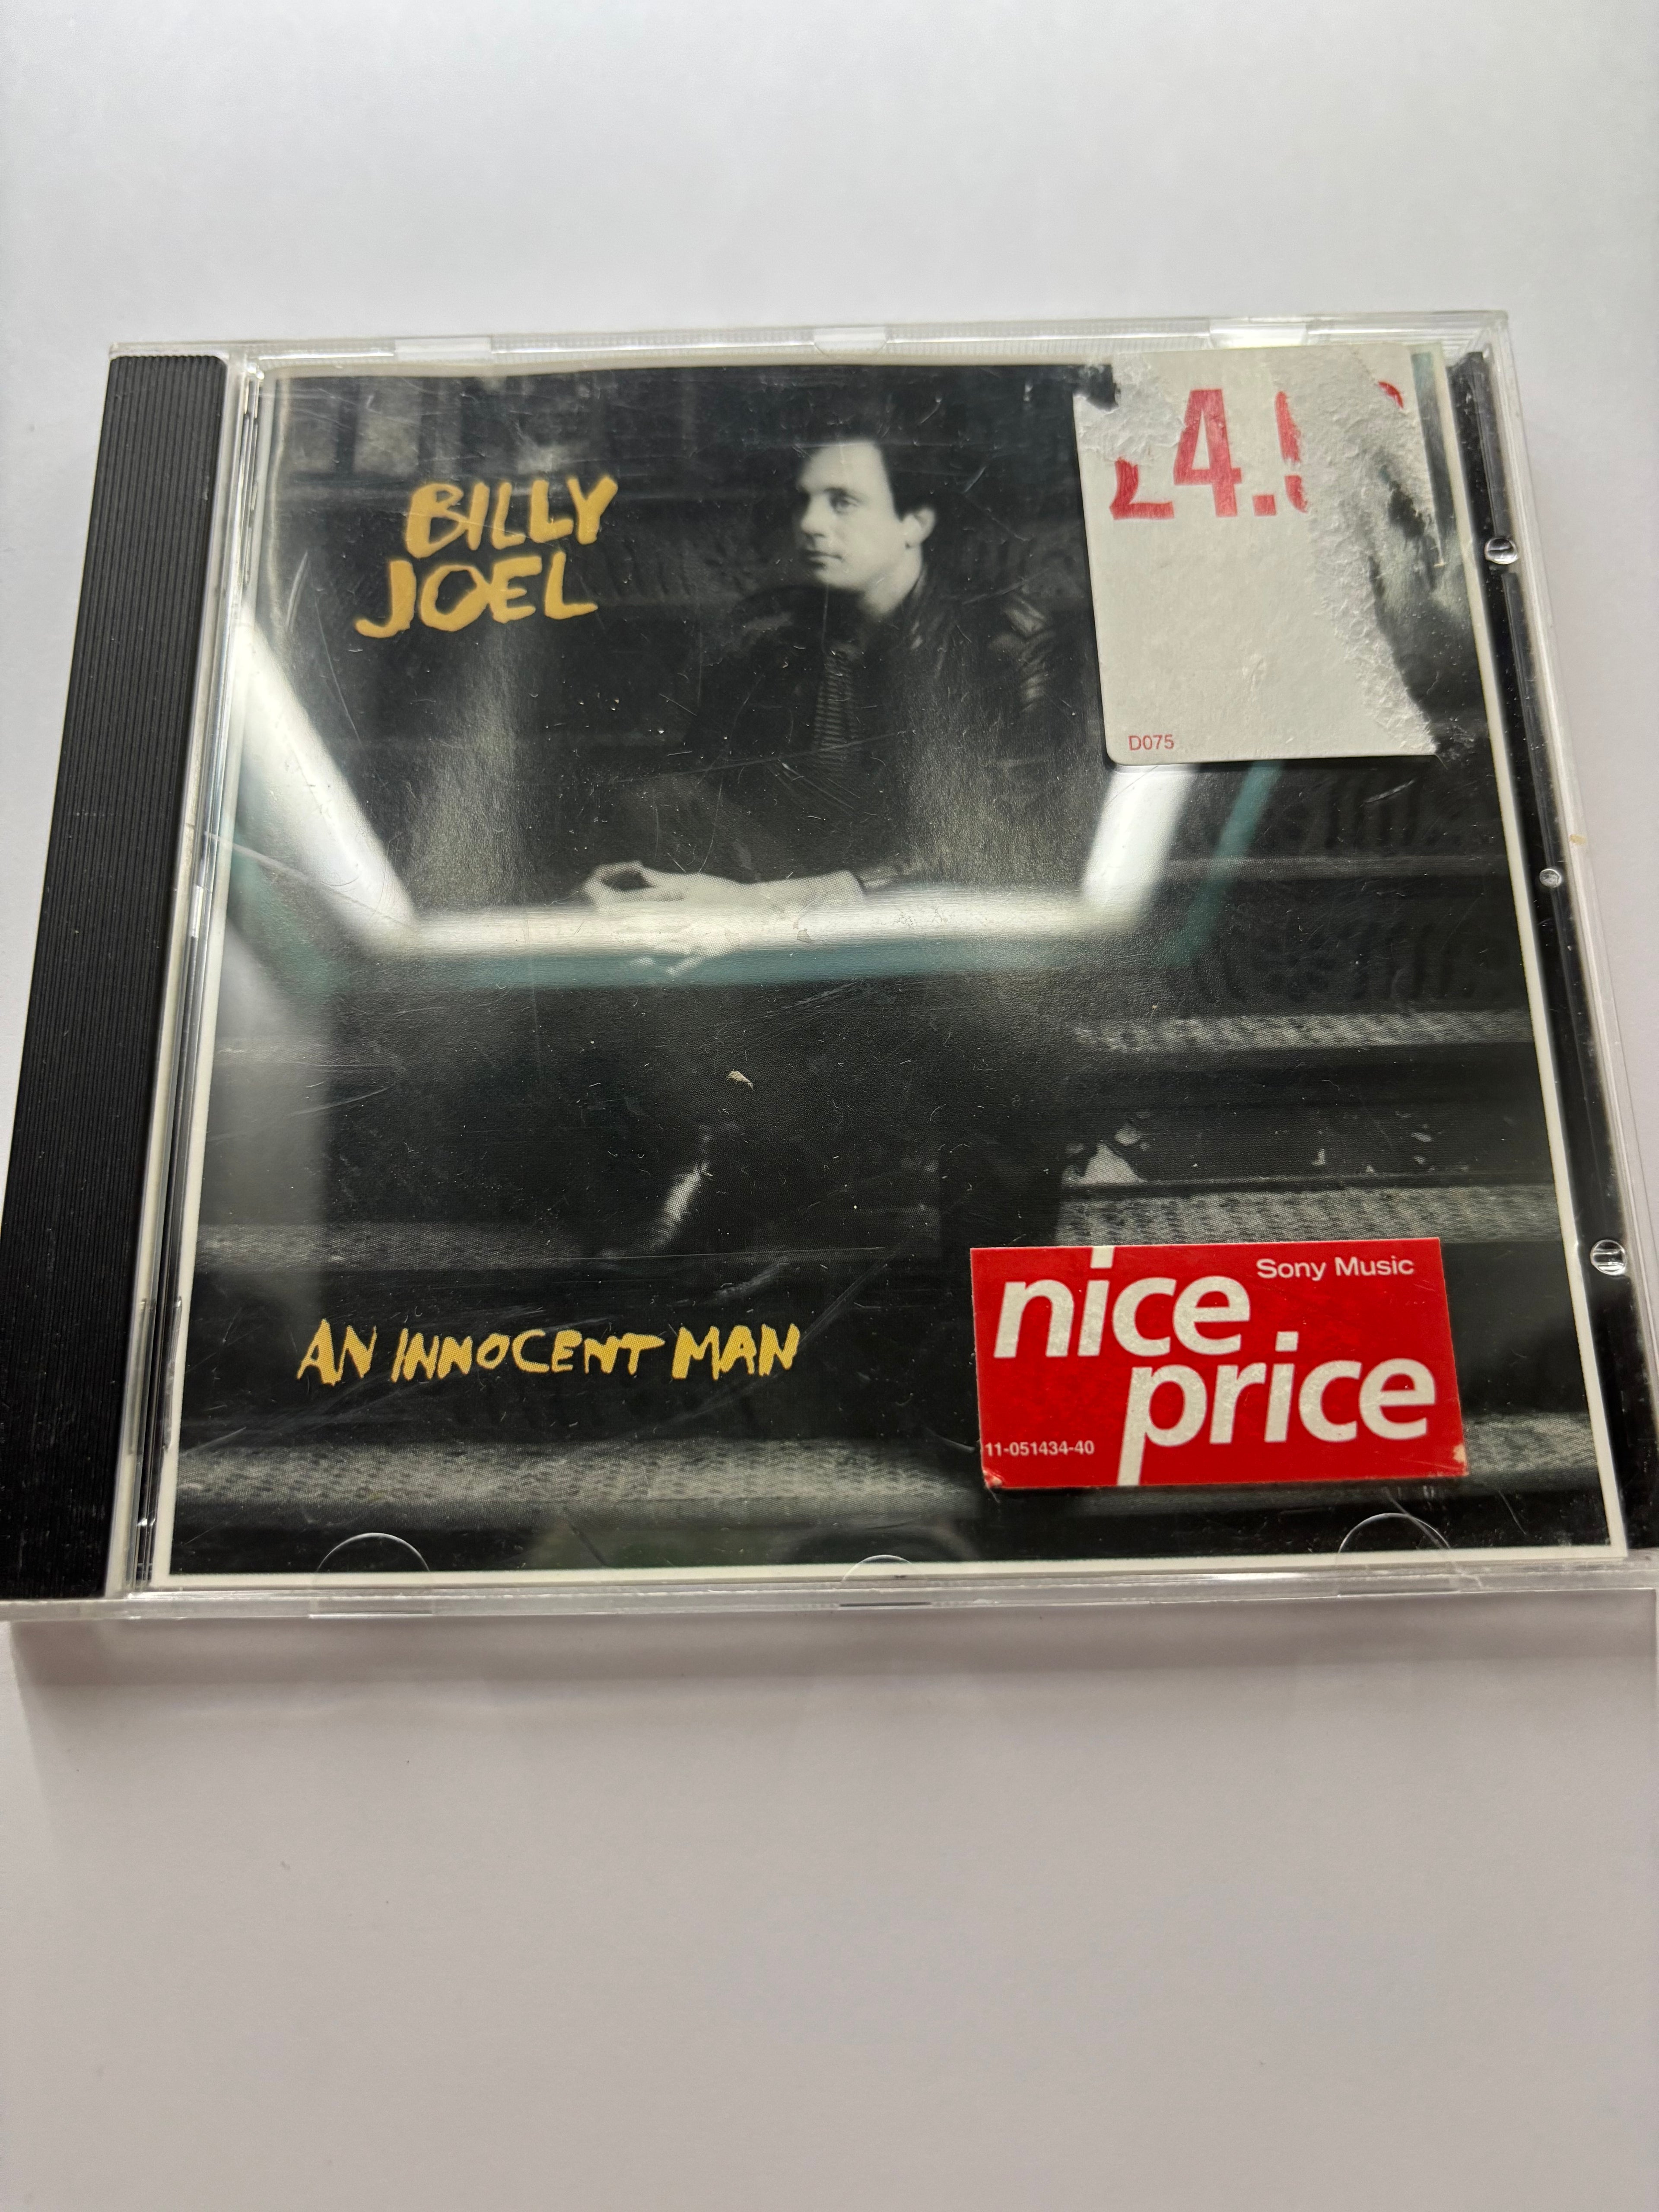 BILLY
JOEL
£4.
D075
AN INNOCENT MAN
Sony Music
nice
price
11-051434-40